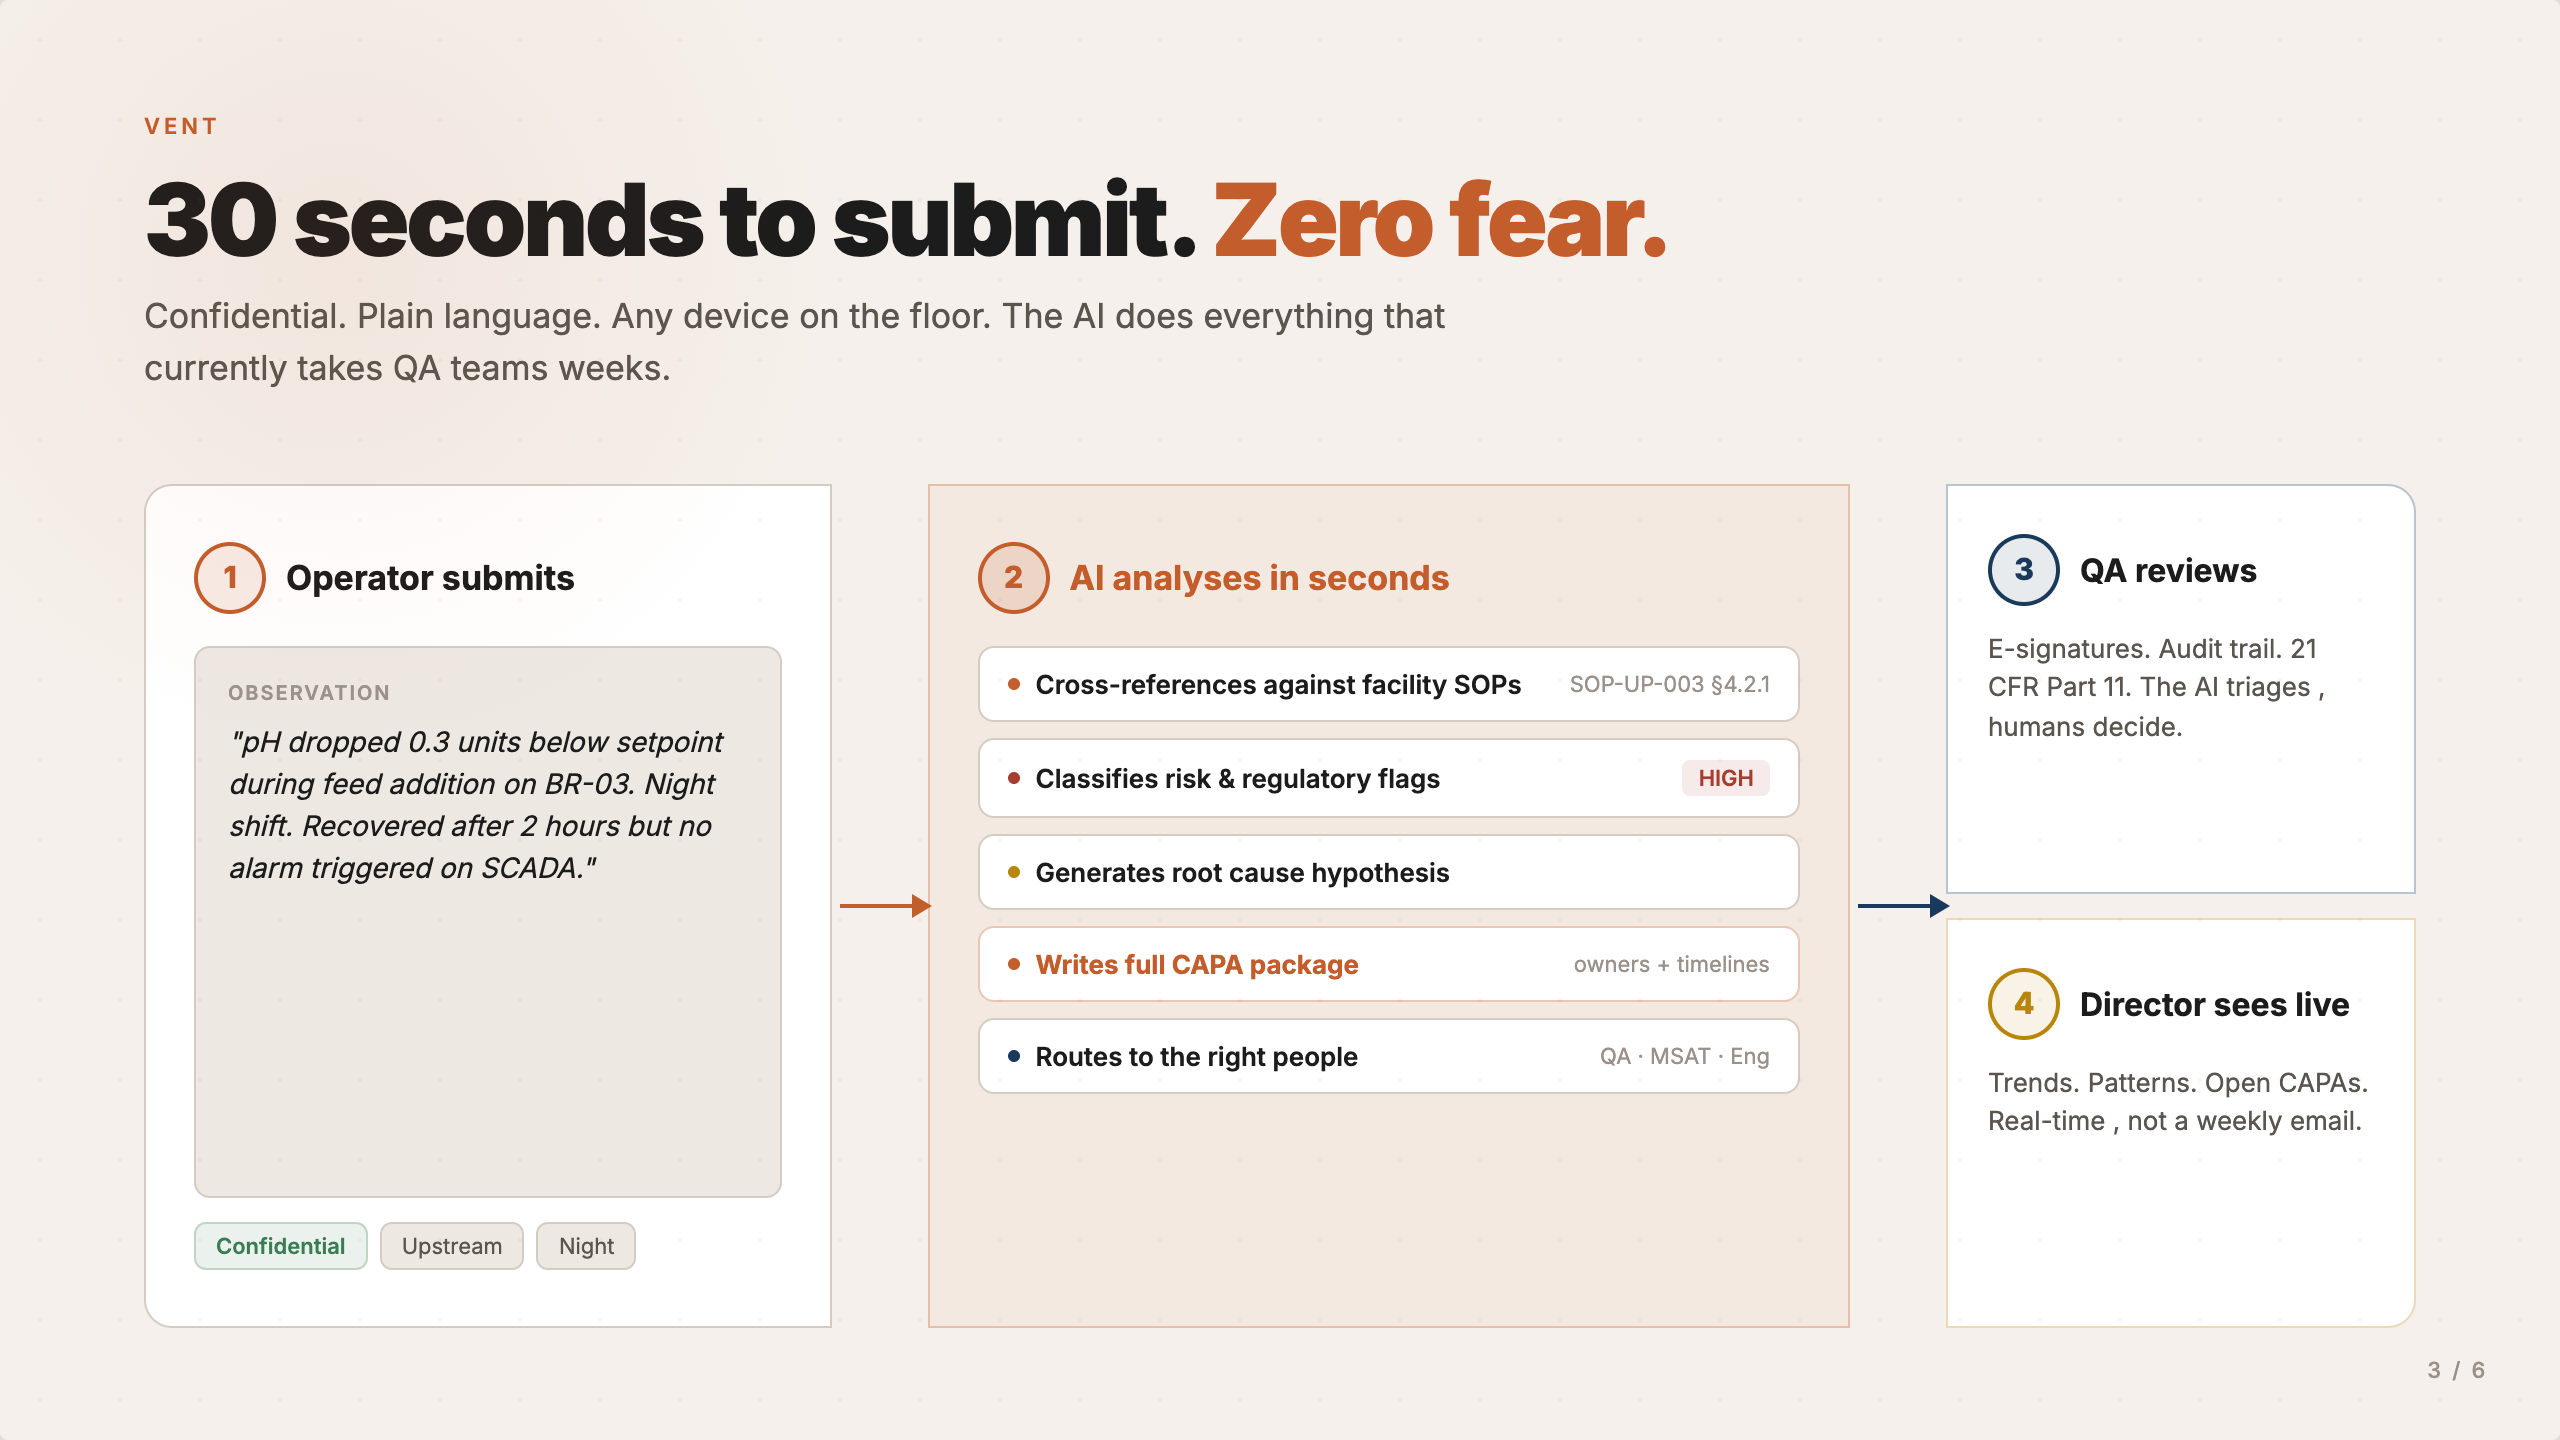 VENT
30 seconds to submit. Zero fear.
Confidential. Plain language. Any device on the floor. The AI does everything that
currently takes QA teams weeks.
1 Operator submits
OBSERVATION
"pH dropped 0.3 units below setpoint
during feed addition on BR-03. Night
shift. Recovered after 2 hours but no
alarm triggered on SCADA."
Confidential Upstream Night
2 AI analyses in seconds
Cross-references against facility SOPs SOP-UP-003 §4.2.1
Classifies risk & regulatory flags HIGH
Generates root cause hypothesis
Writes full CAPA package owners + timelines
Routes to the right people QA · MSAT · Eng
3 QA reviews
E-signatures. Audit trail. 21
CFR Part 11. The AI triages ,
humans decide.
4 Director sees live
Trends. Patterns. Open CAPAs.
Real-time , not a weekly email.
3 / 6